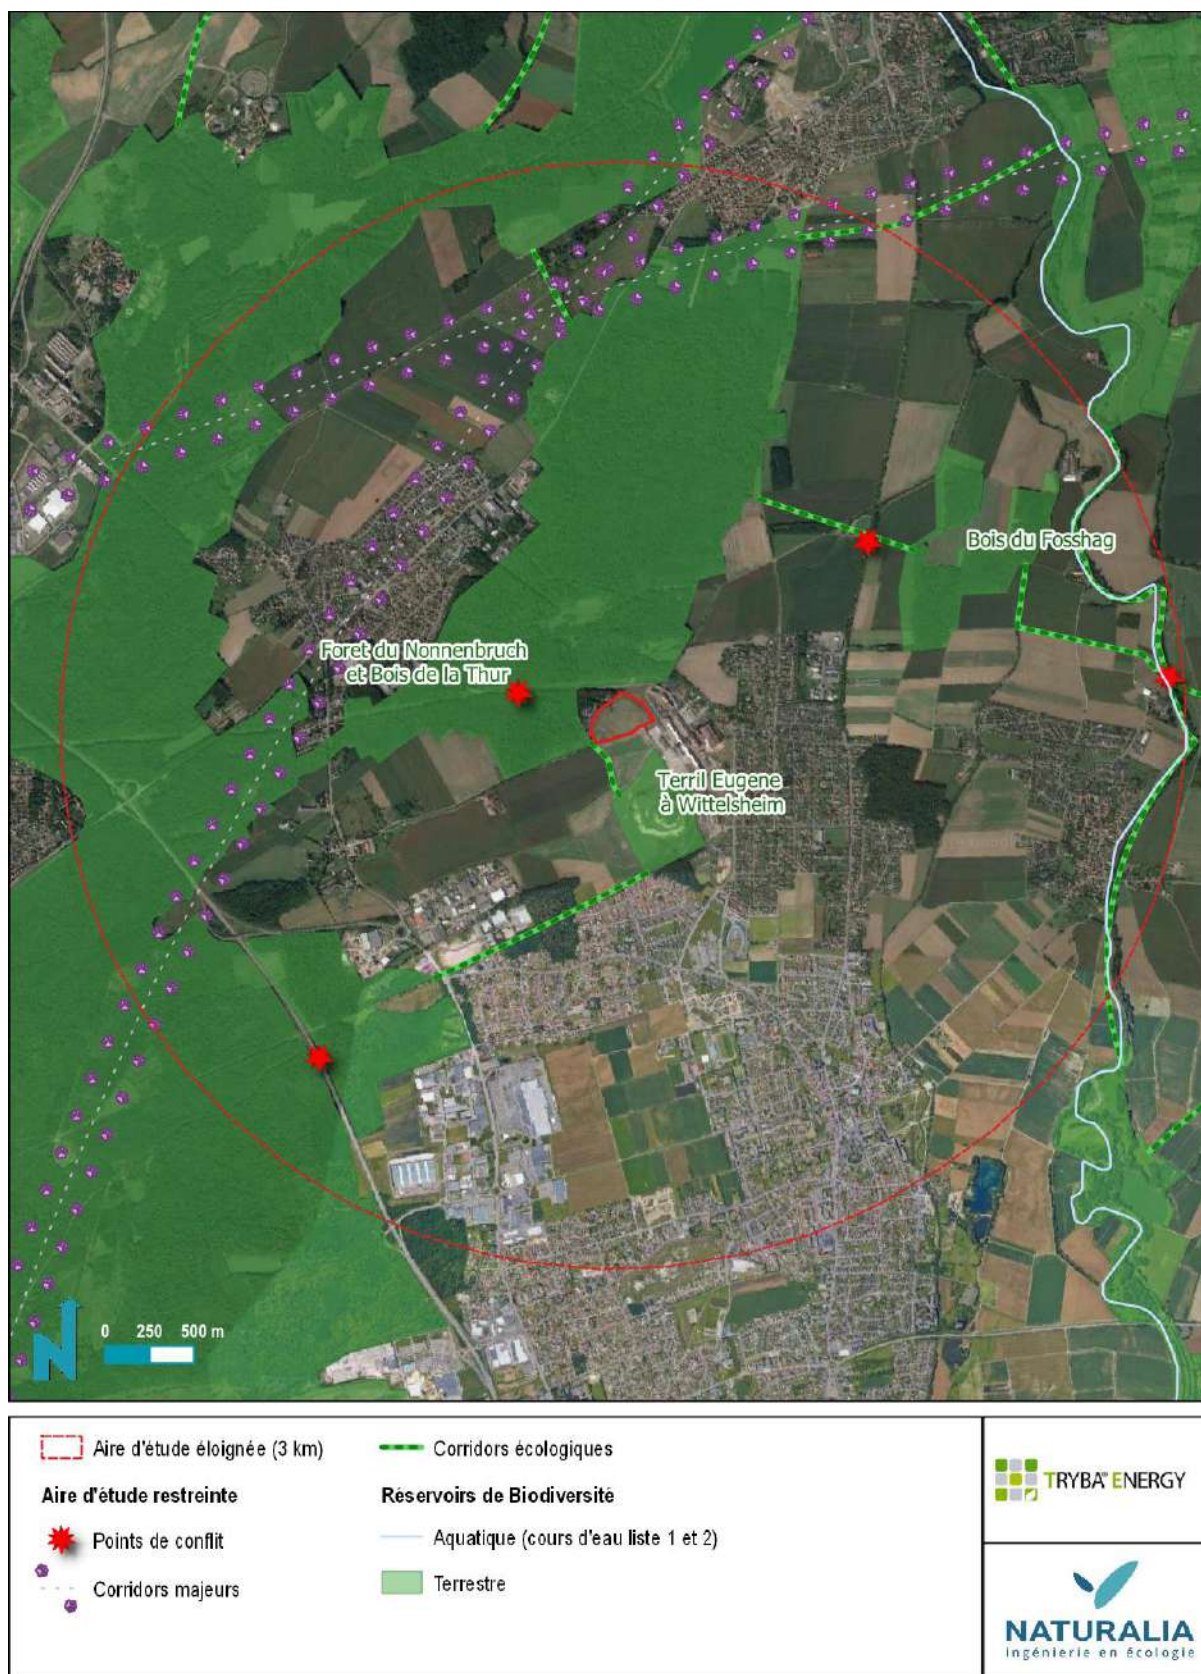 Bois du Fosshag
Foret du Nonnenbruch
et Bois de la Thur
Terril Eugene
à Wittelsheim
N
0 250 500 m
Aire d'étude éloignée (3 km)
Aire d'étude restreinte
Points de conflit
Corridors majeurs
Corridors écologiques
Réservoirs de Biodiversité
Aquatique (cours d'eau liste 1 et 2)
Terrestre
TRYBA® ENERGY
NATURALIA
ingénierie en écologie